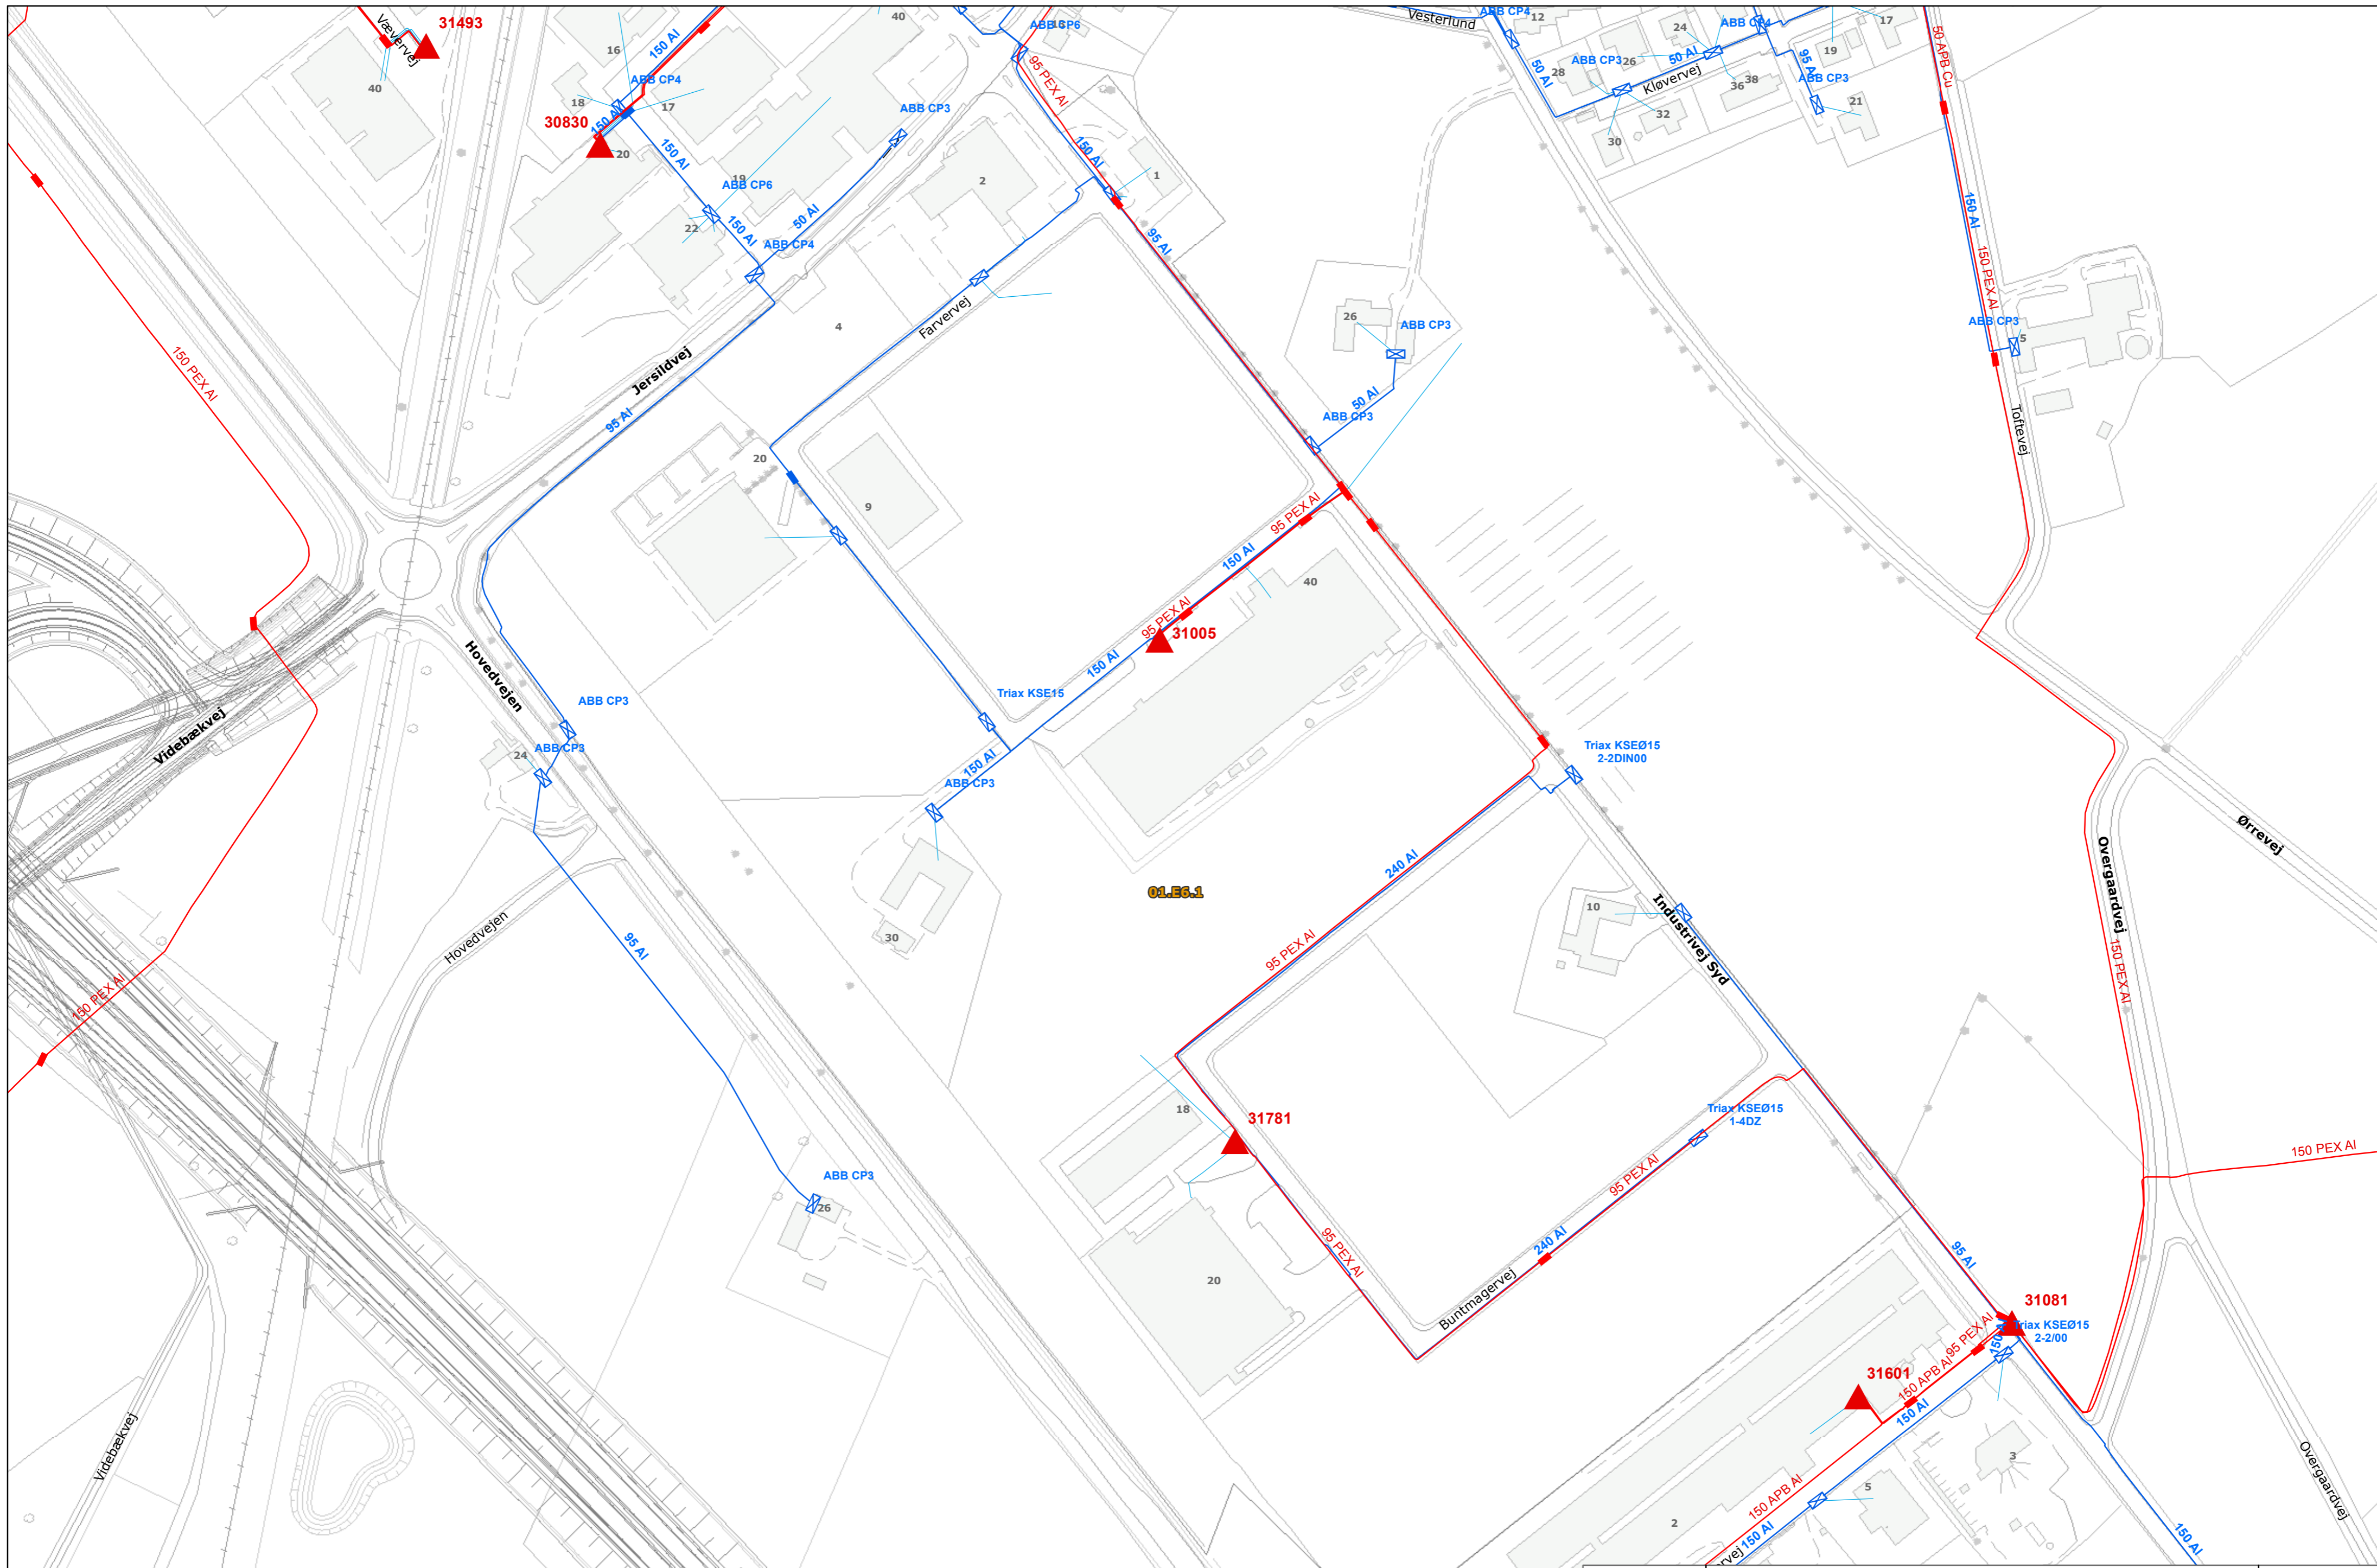 31493
Vævervej
40
16
150 Al
ABB CP4
18
17
150 Al
30830
20
150 Al
19
ABB CP6
22
150 Al
ABB CP4
50 Al
ABB CP3
40
ABB CP6
95 PEX Al
2
150 Al
1
95 Al
Vesterlund
ABB CP4
12
50 Al
28
ABB CP3
26
24
50 Al
ABB CP4
Kløvervej
36
38
32
30
95 Al
19
17
ABB CP3
21
50 APB Cu
150 Al
150 PEX Al
ABB CP3
5
Toftevej
150 PEX Al
Jersildvej
95 Al
4
Farvervej
26
ABB CP3
50 Al
ABB CP3
20
9
95 PEX Al
150 Al
40
95 PEX Al
31005
150 Al
Triax KSE15
150 Al
ABB CP3
30
Hovedvejen
ABB CP3
24
ABB CP3
Videbækvej
Hovedvejen
95 Al
150 PEX Al
ABB CP3
26
Triax KSEØ15
2-2DIN00
240 Al
01.E6.1
95 PEX Al
10
Industrivej Syd
Ørrevej
Overgaardvej
150 PEX Al
150 PEX Al
18
31781
Triax KSEØ15
1-4DZ
95 PEX Al
240 Al
95 PEX Al
20
Buntmagervej
95 Al
31081
Triax KSEØ15
2-2/00
150 Al
95 PEX Al
31601
150 APB Al
150 Al
3
5
150 APB Al
2
150 Al
rvej
150 Al
Overgaardvej
Videbækvej